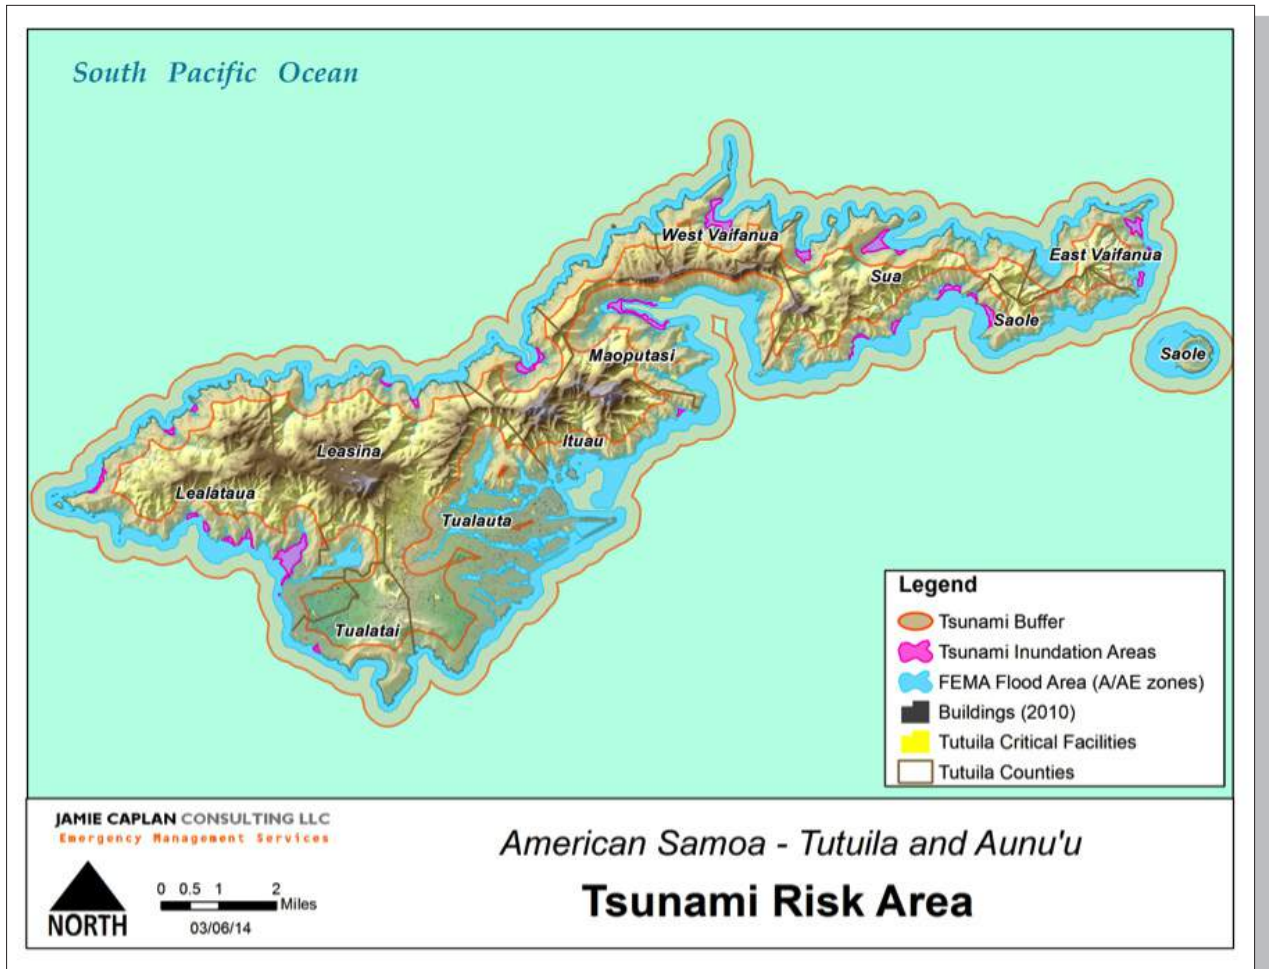 South Pacific Ocean
West Vaifanua
East Vaifanua
Sua
Saole
Saole
Maoputasi
Ituau
Leasina
Lealataua
Tualauta
Tualatai
Legend
Tsunami Buffer
Tsunami Inundation Areas
FEMA Flood Area (A/AE zones)
Buildings (2010)
Tutuila Critical Facilities
Tutuila Counties
JAMIE CAPLAN CONSULTING LLC
Emergency Management Services
NORTH
0 0.5 1 2
Miles
03/06/14
American Samoa - Tutuila and Aunu'u
Tsunami Risk Area